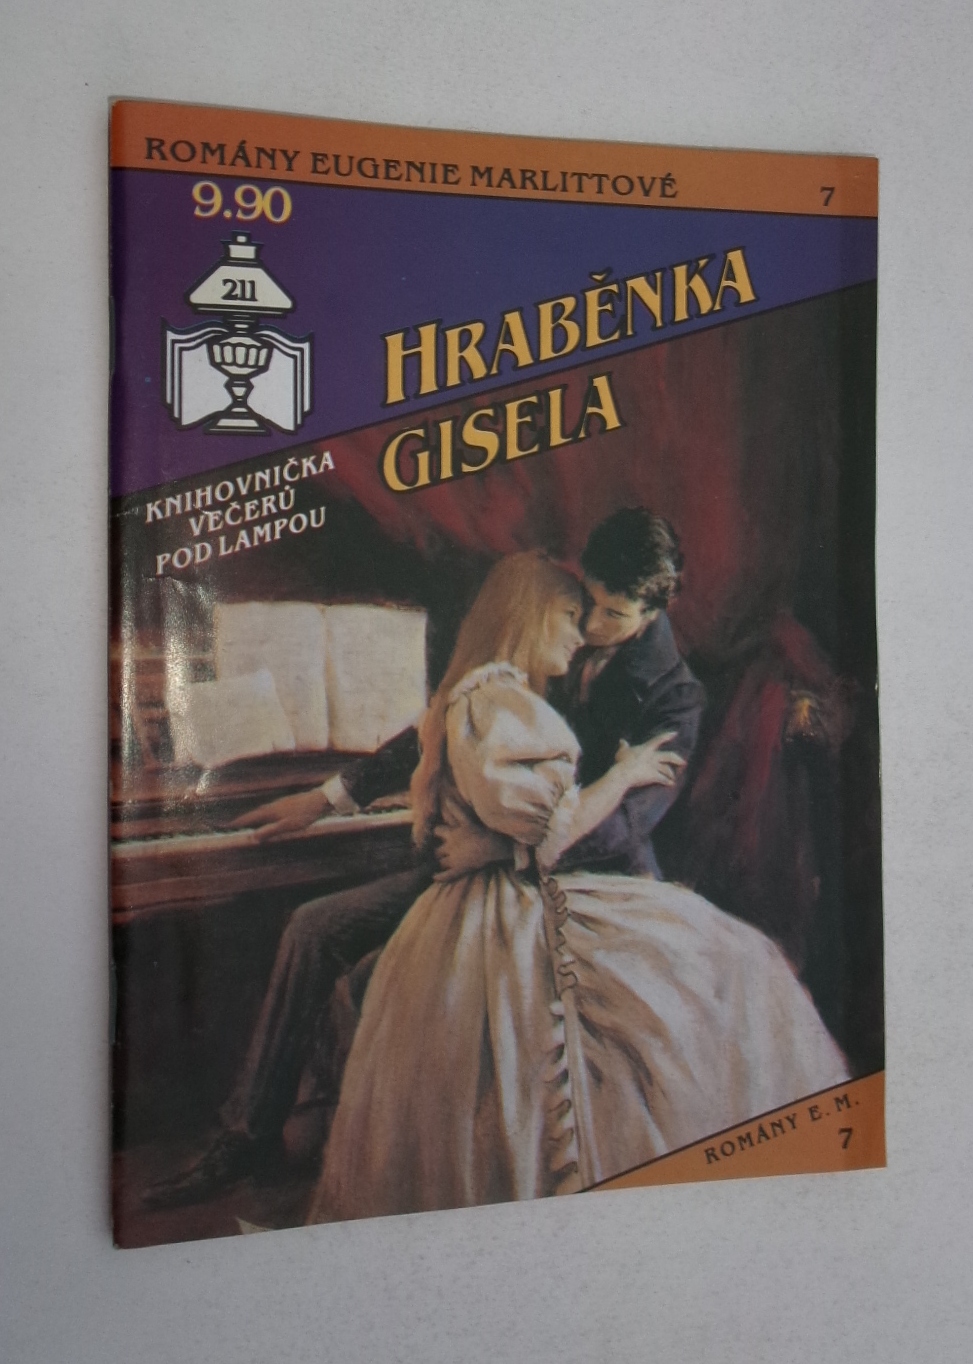 ROMÁNY EUGENIE MARLITTOVÉ 7
9.90
211
HRABĚNKA
GISELA
KNIHOVNIČKA
VEČERŮ
POD LAMPOU
ROMÁNY E. M.
7